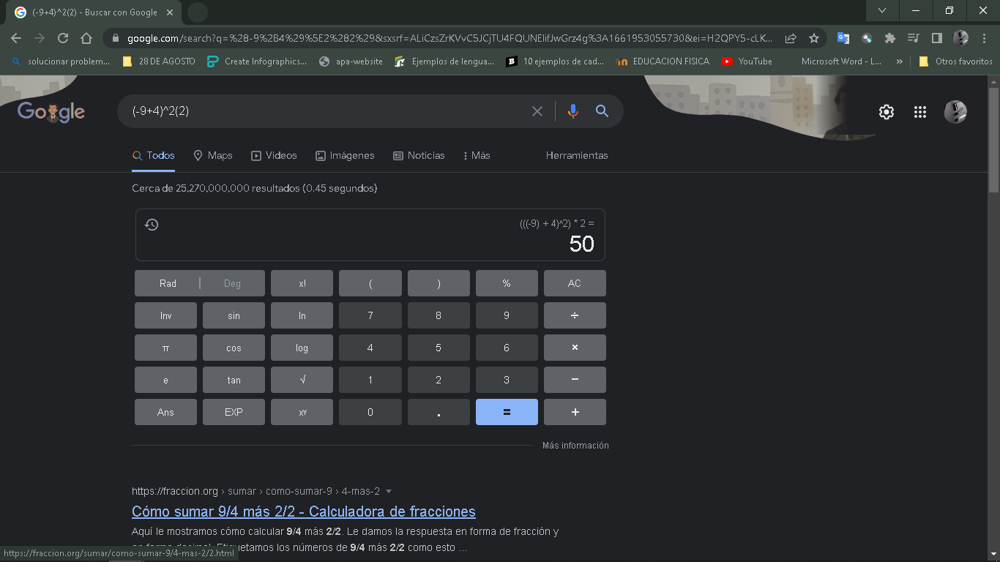 (-9+4)^2(2) - Buscar con Google
google.com/search?q=%28-9%2B4%29%5E2%282%29&sxsrf=ALiCzsZrKVvC5JCjTU4FQUNElifJwGrz4g%3A1661953055730&ei=H2QPY5-cLK...
solucionar problem... 28 DE AGOSTO Create Infographics... apa-website Ejemplos de lengua... 10 ejemplos de cad... EDUCACION FISICA YouTube Microsoft Word - L... » Otros favoritos
Google (-9+4)^2(2)
Todos Maps Videos Imágenes Noticias Más Herramientas
Cerca de 25,270,000,000 resultados (0.45 segundos)
(((-9) + 4)^2) * 2 =
50
Rad | Deg x! ( ) % AC
Inv sin ln 7 8 9 ÷
π cos log 4 5 6 ×
e tan √ 1 2 3 −
Ans EXP xʸ 0 . = +
Más información
https://fraccion.org › sumar › como-sumar-9 › 4-mas-2
Cómo sumar 9/4 más 2/2 - Calculadora de fracciones
Aquí le mostramos cómo calcular 9/4 más 2/2. Le damos la respuesta en forma de fracción y
en forma decimal. Etiquetamos los números de 9/4 más 2/2 como esto ...
https://fraccion.org/sumar/como-sumar-9/4-mas-2/2.html